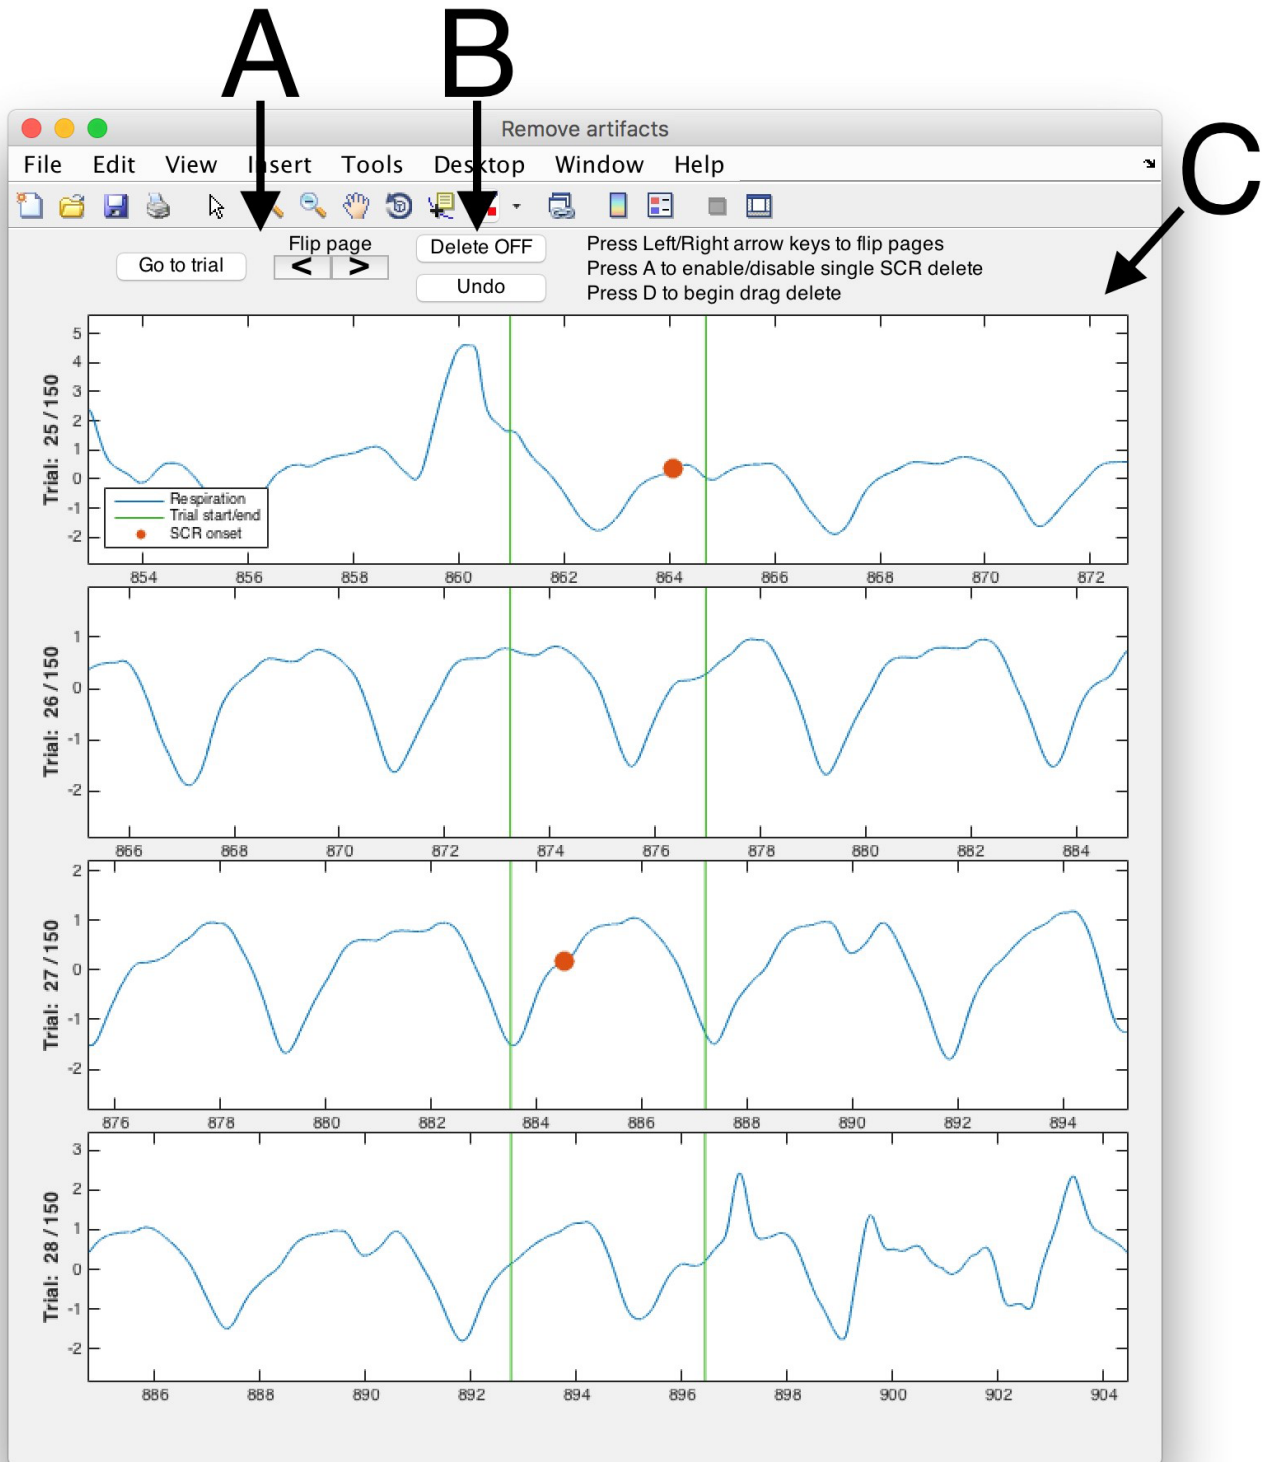 A B
C
Remove artifacts
File Edit View Insert Tools Desktop Window Help
Go to trial
Flip page
< >
Delete OFF
Undo
Press Left/Right arrow keys to flip pages
Press A to enable/disable single SCR delete
Press D to begin drag delete
Trial: 25 / 150
5
4
3
2
1
0
-1
-2
Respiration
Trial start/end
SCR onset
854 856 858 860 862 864 866 868 870 872
Trial: 26 / 150
1
0
-1
-2
866 868 870 872 874 876 878 880 882 884
Trial: 27 / 150
2
1
0
-1
-2
876 878 880 882 884 886 888 890 892 894
Trial: 28 / 150
3
2
1
0
-1
-2
886 888 890 892 894 896 898 900 902 904